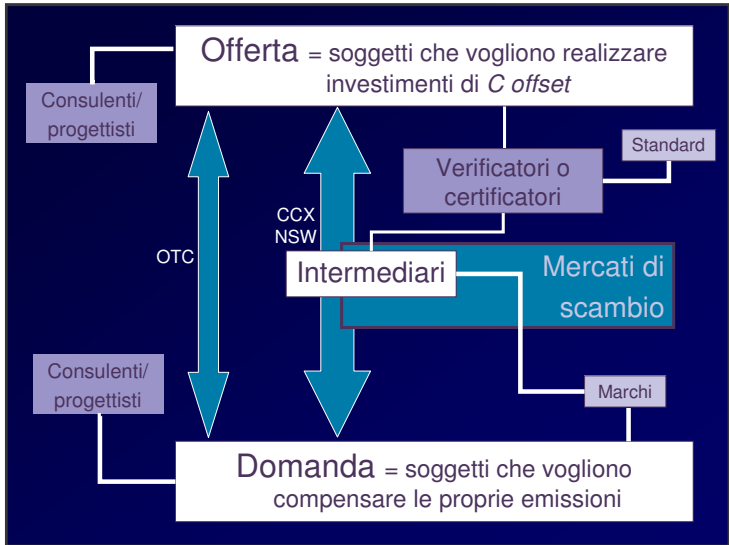 Offerta = soggetti che vogliono realizzare
investimenti di C offset
Consulenti/
progettisti
Standard
Verificatori o
certificatori
CCX
NSW
OTC
Intermediari
Mercati di
scambio
Consulenti/
progettisti
Marchi
Domanda = soggetti che vogliono
compensare le proprie emissioni